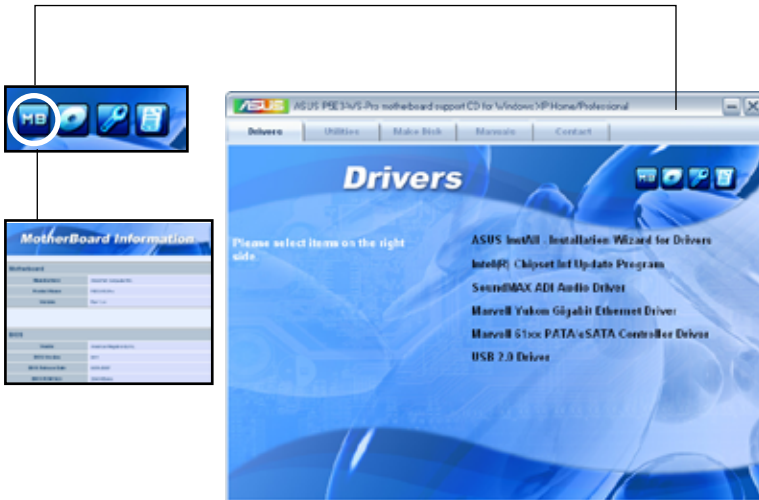 MB
ASUS P5E3 WS-Pro motherboard support CD for Windows XP Home/Professional
Drivers
Utilities
Make Disk
Manuals
Contact
Drivers
MB
Please select items on the right
side
ASUS InstAll - Installation Wizard for Drivers
Intel(R) Chipset Inf Update Program
SoundMAX ADI Audio Driver
Marvell Yukon Gigabit Ethernet Driver
Marvell 61xx PATA/eSATA Controller Driver
USB 2.0 Driver
MotherBoard Information
Motherboard
BIOS